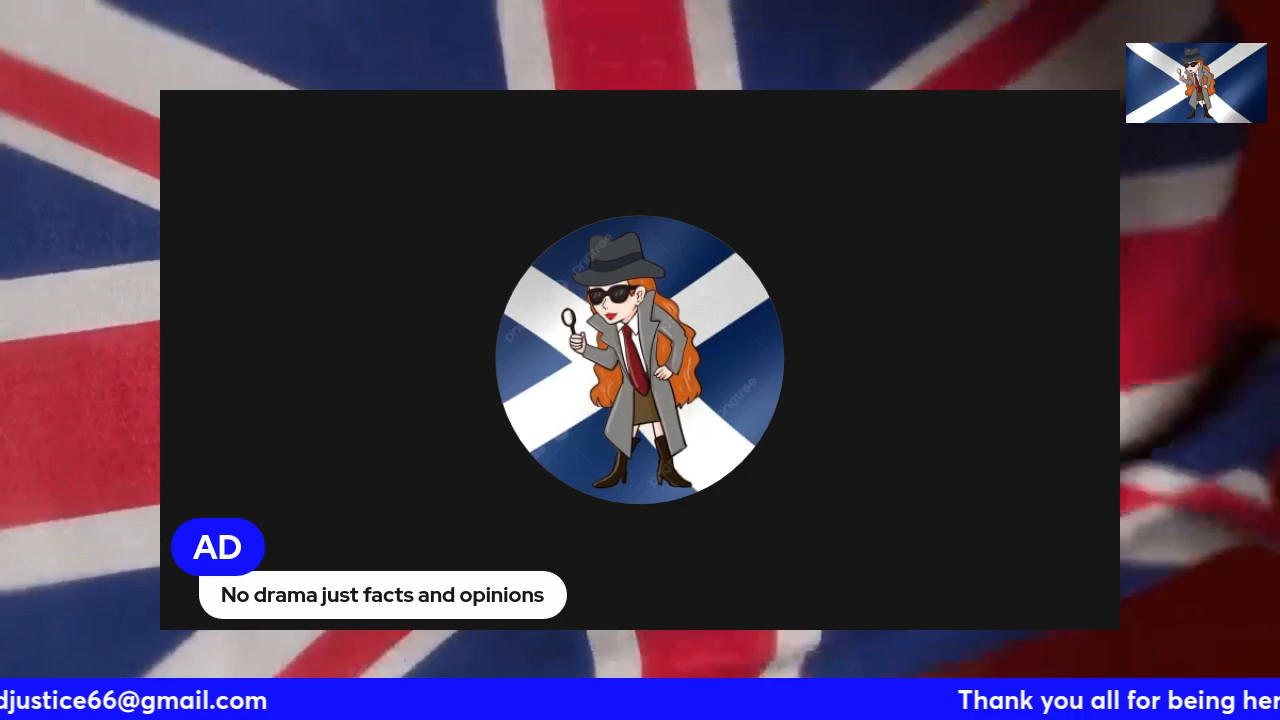 AD
No drama just facts and opinions
djustice66@gmail.com
Thank you all for being her